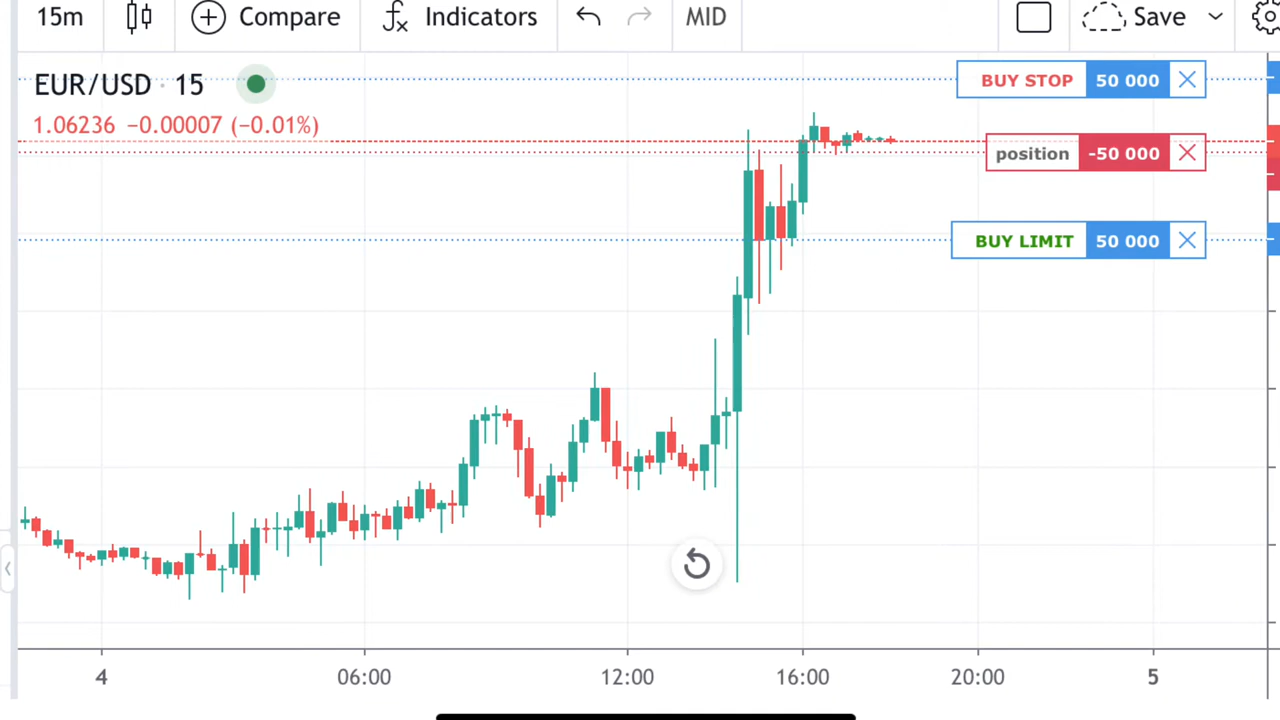 15m Compare Indicators MID Save
EUR/USD · 15
1.06236 −0.00007 (−0.01%)
BUY STOP 50 000
position -50 000
BUY LIMIT 50 000
4 06:00 12:00 16:00 20:00 5